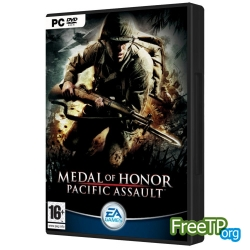 PC DVD
MEDAL OF HONOR
PACIFIC ASSAULT
16+
EA
GAMES
FreeTP.org